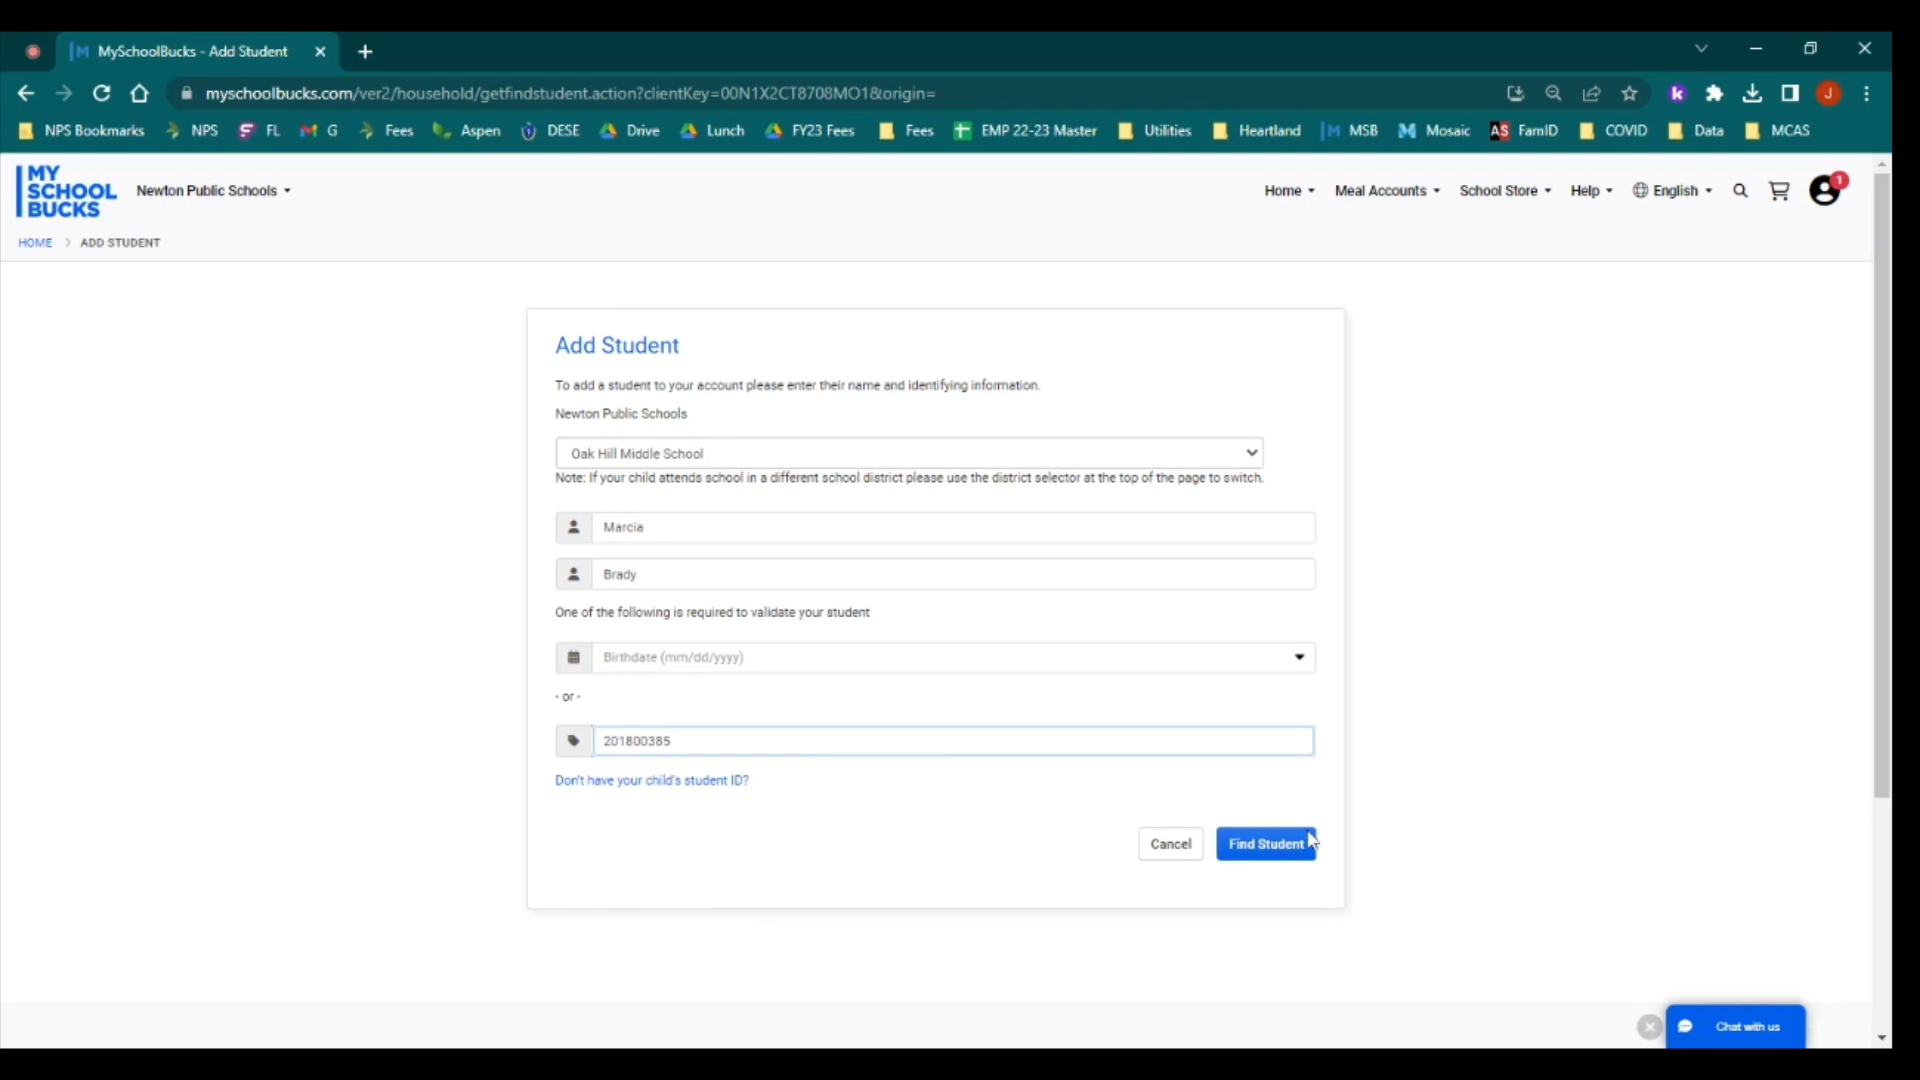 MySchoolBucks - Add Student
myschoolbucks.com/ver2/household/getfindstudent.action?clientKey=00N1X2CT8708MO1&origin=
k
J
NPS Bookmarks NPS FL G Fees Aspen DESE Drive Lunch FY23 Fees Fees EMP 22-23 Master Utilities Heartland MSB Mosaic AS FamID COVID Data MCAS
MY
SCHOOL
BUCKS
Newton Public Schools
Home Meal Accounts School Store Help English
1
HOME > ADD STUDENT
Add Student
To add a student to your account please enter their name and identifying information.
Newton Public Schools
Oak Hill Middle School
Note: If your child attends school in a different school district please use the district selector at the top of the page to switch.
Marcia
Brady
One of the following is required to validate your student
Birthdate (mm/dd/yyyy)
- or -
201800385
Don't have your child's student ID?
Cancel Find Student
Chat with us